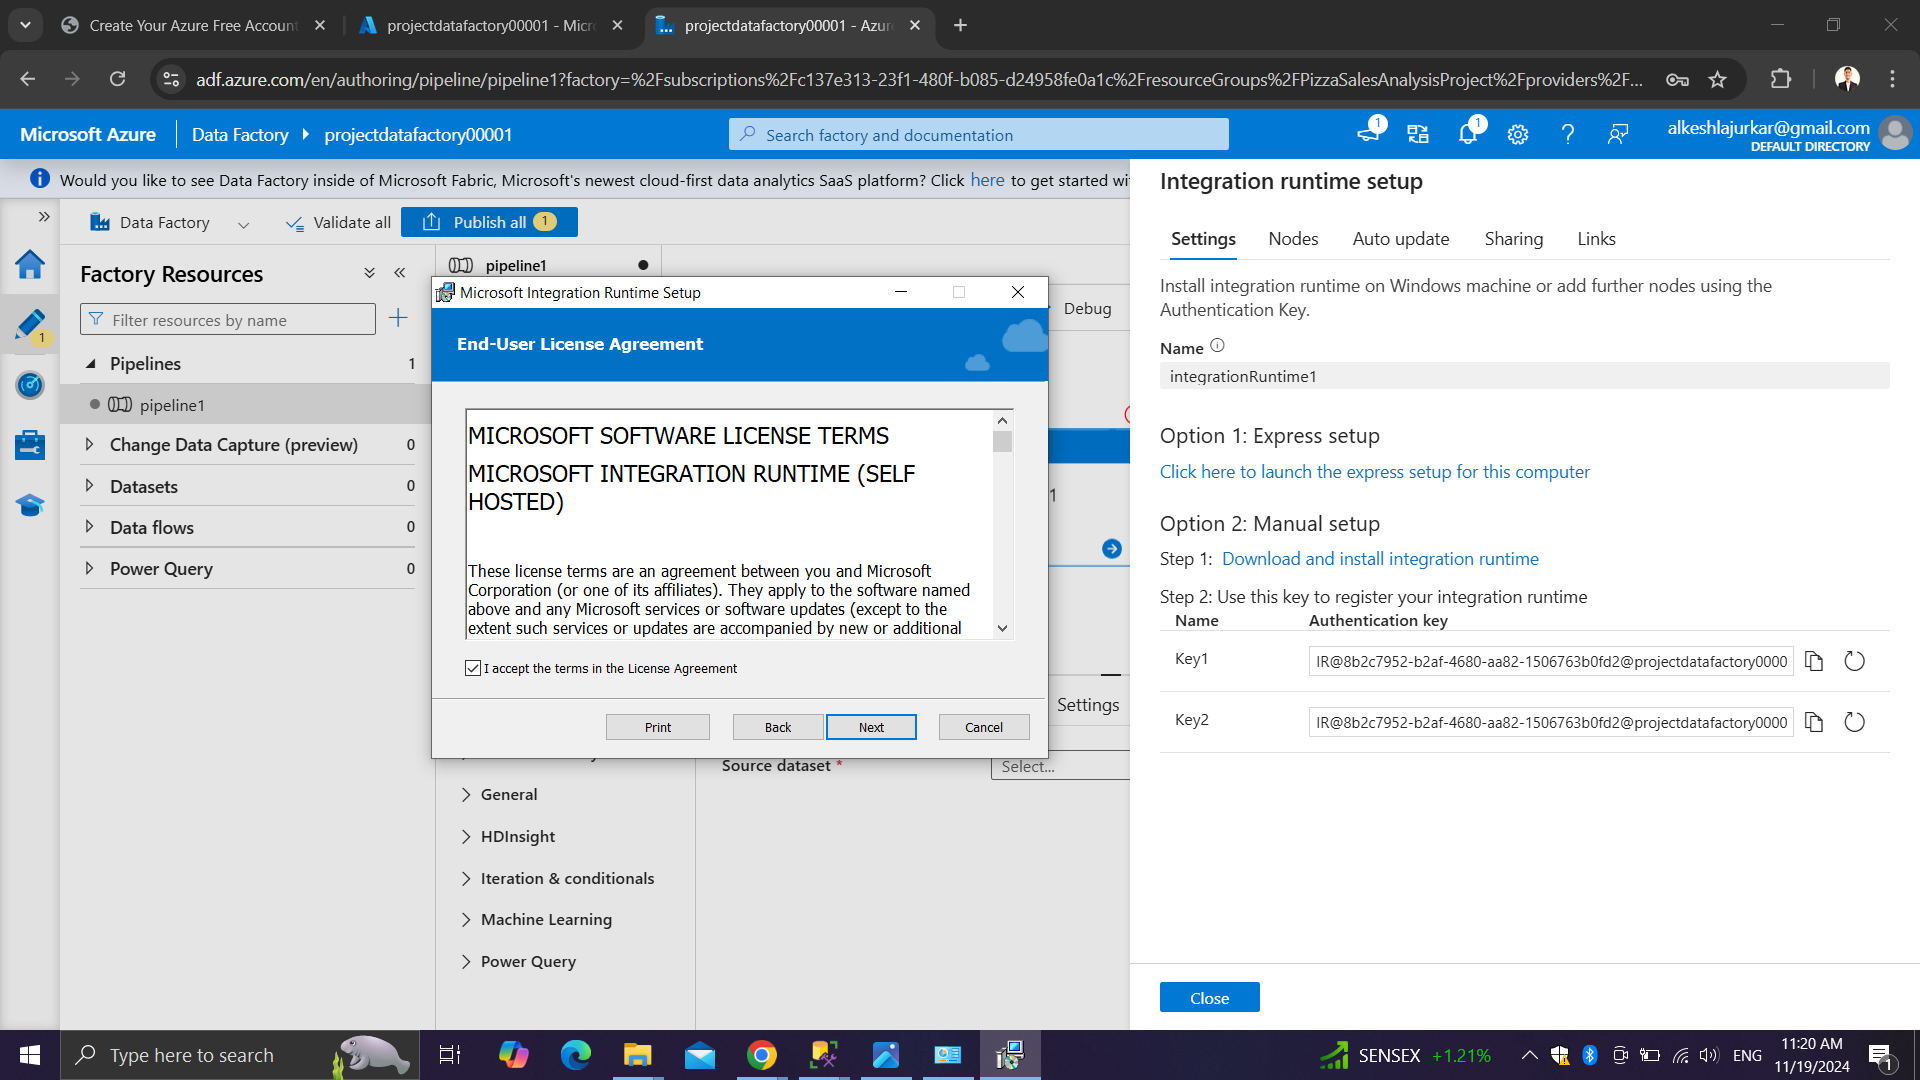 Create Your Azure Free Account
projectdatafactory00001 - Micro
projectdatafactory00001 - Azure
adf.azure.com/en/authoring/pipeline/pipeline1?factory=%2Fsubscriptions%2Fc137e313-23f1-480f-b085-d24958fe0a1c%2FresourceGroups%2FPizzaSalesAnalysisProject%2Fproviders%2F...
Microsoft Azure
Data Factory
projectdatafactory00001
Search factory and documentation
1
1
alkeshlajurkar@gmail.com
DEFAULT DIRECTORY
Would you like to see Data Factory inside of Microsoft Fabric, Microsoft's newest cloud-first data analytics SaaS platform? Click here to get started wi
Data Factory
Validate all
Publish all 1
Factory Resources
Filter resources by name
1
Pipelines 1
pipeline1
Change Data Capture (preview) 0
Datasets 0
Data flows 0
Power Query 0
pipeline1
Debug
1
Settings
Source dataset *
Select...
General
HDInsight
Iteration & conditionals
Machine Learning
Power Query
Microsoft Integration Runtime Setup
End-User License Agreement
MICROSOFT SOFTWARE LICENSE TERMS
MICROSOFT INTEGRATION RUNTIME (SELF
HOSTED)
These license terms are an agreement between you and Microsoft
Corporation (or one of its affiliates). They apply to the software named
above and any Microsoft services or software updates (except to the
extent such services or updates are accompanied by new or additional
I accept the terms in the License Agreement
Print
Back
Next
Cancel
Integration runtime setup
Settings
Nodes
Auto update
Sharing
Links
Install integration runtime on Windows machine or add further nodes using the
Authentication Key.
Name
integrationRuntime1
Option 1: Express setup
Click here to launch the express setup for this computer
Option 2: Manual setup
Step 1: Download and install integration runtime
Step 2: Use this key to register your integration runtime
Name Authentication key
Key1 IR@8b2c7952-b2af-4680-aa82-1506763b0fd2@projectdatafactory0000
Key2 IR@8b2c7952-b2af-4680-aa82-1506763b0fd2@projectdatafactory0000
Close
Type here to search
SENSEX +1.21%
ENG
11:20 AM
11/19/2024
1